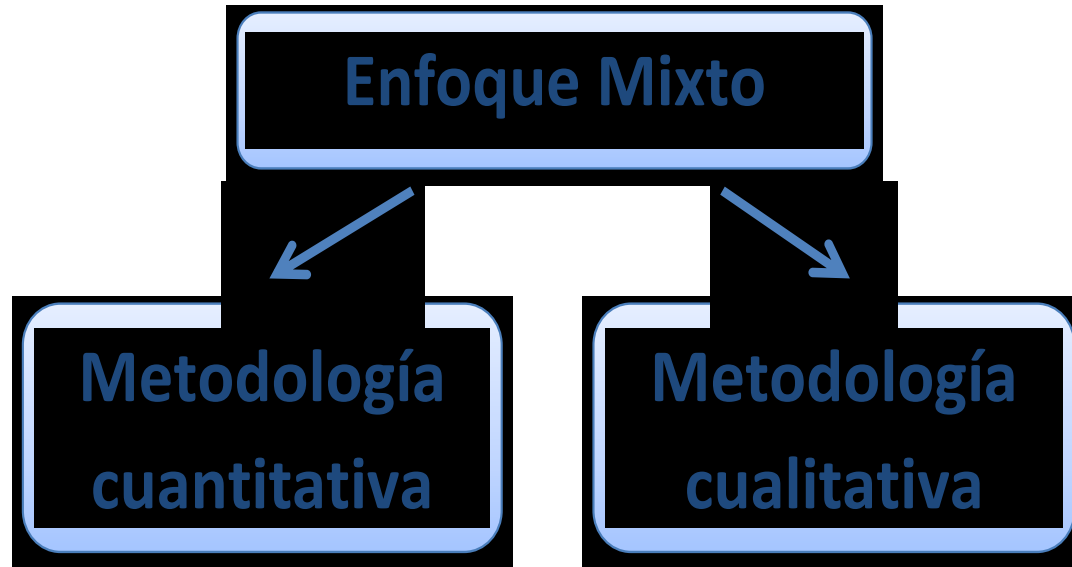 Enfoque Mixto
Metodología
cuantitativa
Metodología
cualitativa